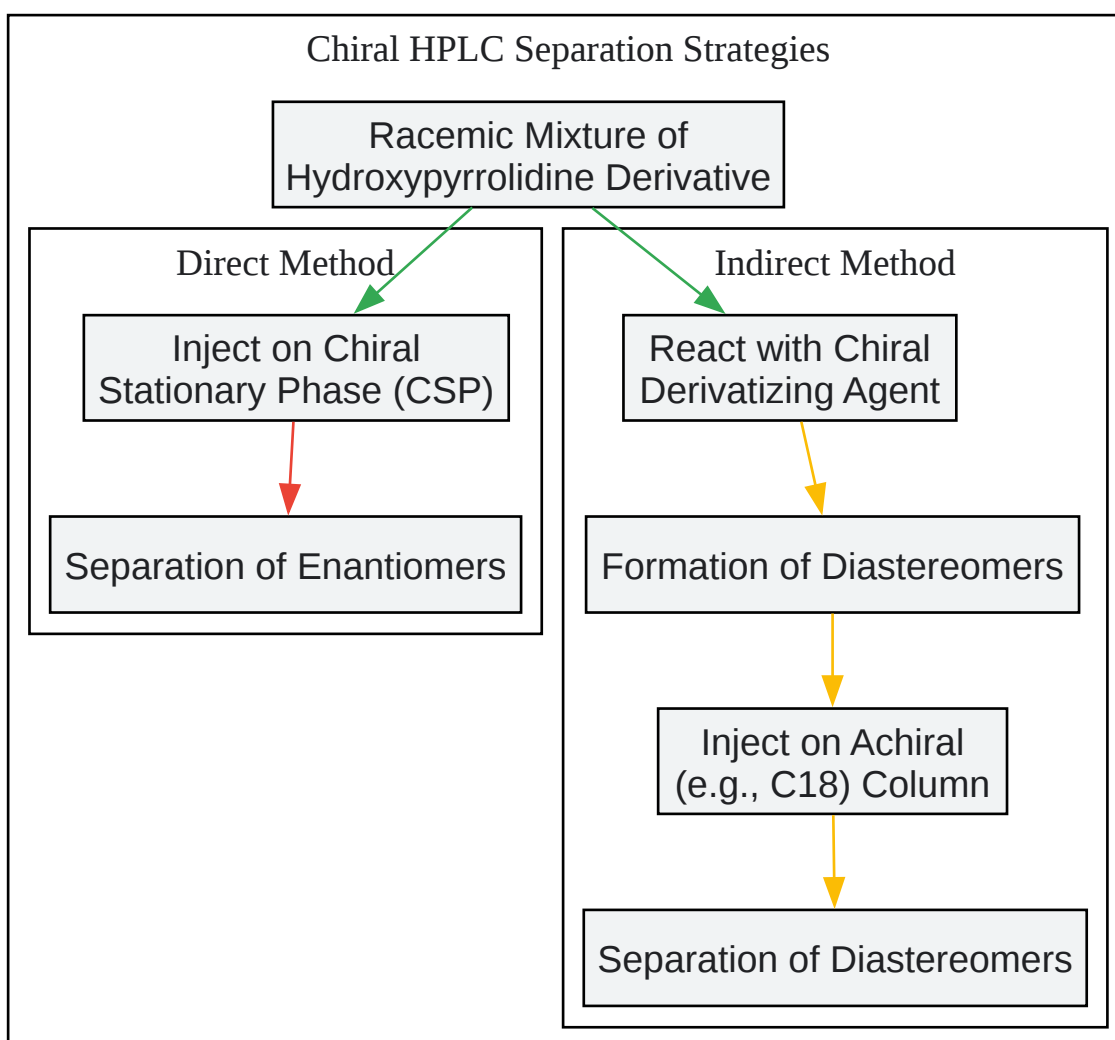 Chiral HPLC Separation Strategies
Racemic Mixture of
Hydroxypyrrolidine Derivative
Direct Method
Inject on Chiral
Stationary Phase (CSP)
Separation of Enantiomers
Indirect Method
React with Chiral
Derivatizing Agent
Formation of Diastereomers
Inject on Achiral
(e.g., C18) Column
Separation of Diastereomers